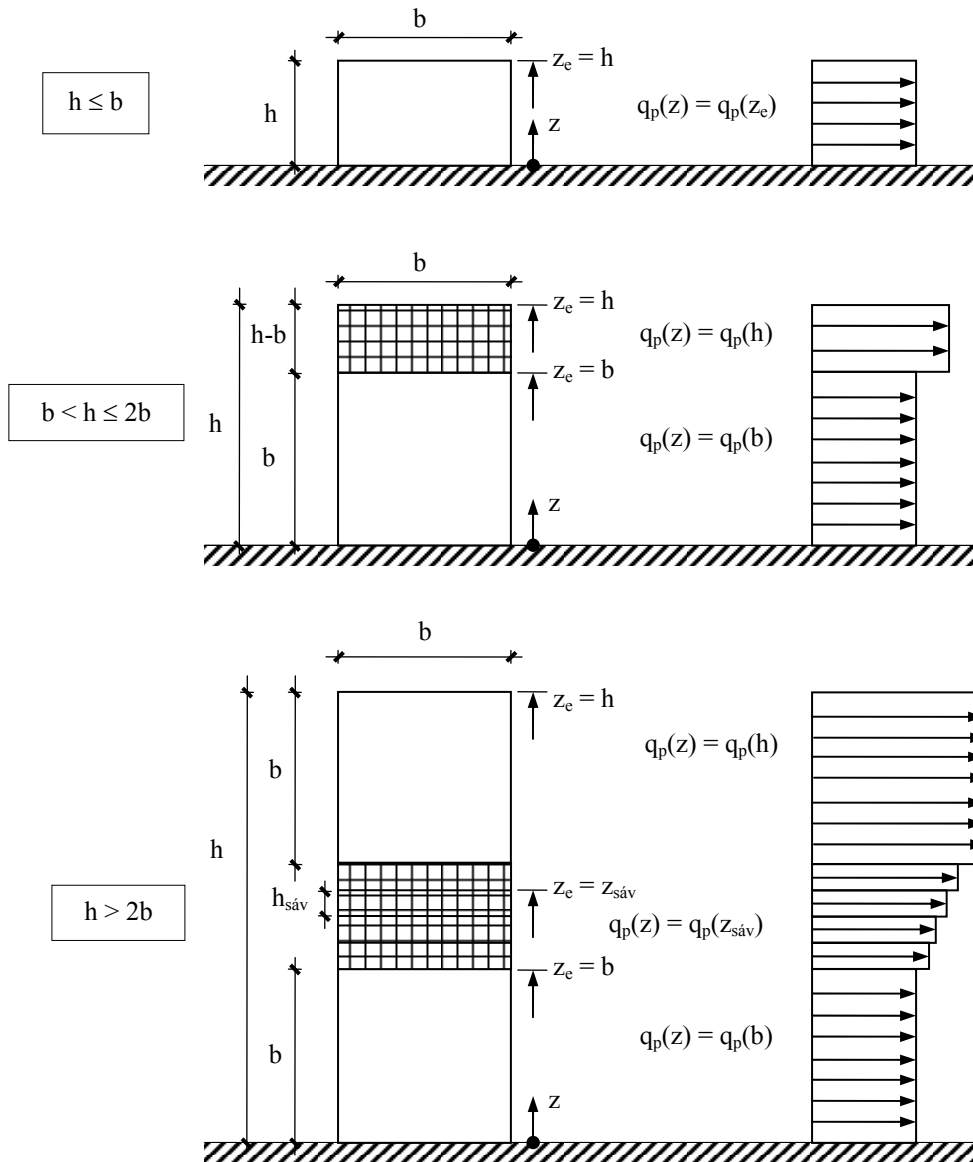 b
z_e = h
h ≤ b
h
q_p(z) = q_p(z_e)
z
b
z_e = h
h-b
q_p(z) = q_p(h)
z_e = b
b < h ≤ 2b
h
b
q_p(z) = q_p(b)
z
b
z_e = h
q_p(z) = q_p(h)
b
h
h_sáv
z_e = z_sáv
h > 2b
q_p(z) = q_p(z_sáv)
z_e = b
b
q_p(z) = q_p(b)
z